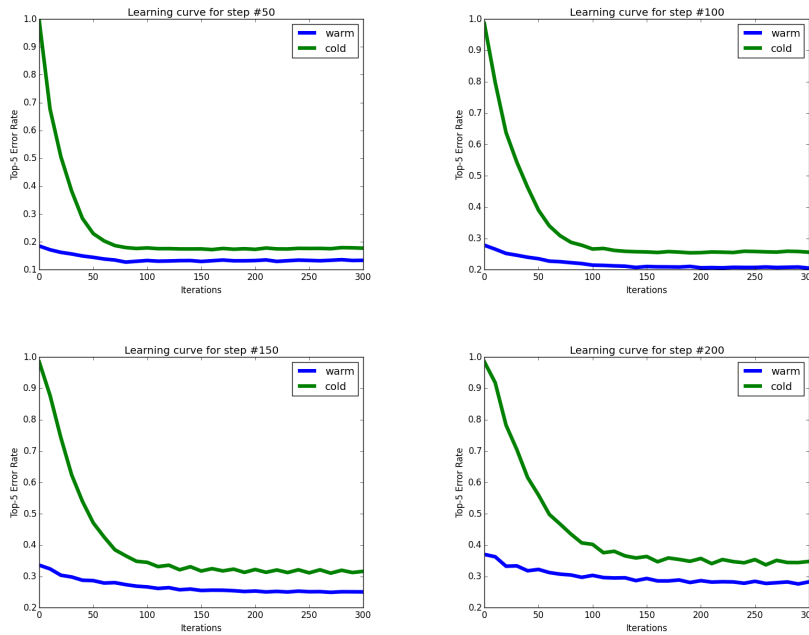 Learning curve for step #50
1.0
0.9
0.8
0.7
0.6
0.5
0.4
0.3
0.2
0.1
Top-5 Error Rate
warm
cold
0 50 100 150 200 250 300
Iterations
Learning curve for step #100
1.0
0.9
0.8
0.7
0.6
0.5
0.4
0.3
0.2
Top-5 Error Rate
warm
cold
0 50 100 150 200 250 300
Iterations
Learning curve for step #150
1.0
0.9
0.8
0.7
0.6
0.5
0.4
0.3
0.2
Top-5 Error Rate
warm
cold
0 50 100 150 200 250 300
Iterations
Learning curve for step #200
1.0
0.9
0.8
0.7
0.6
0.5
0.4
0.3
0.2
Top-5 Error Rate
warm
cold
0 50 100 150 200 250 300
Iterations